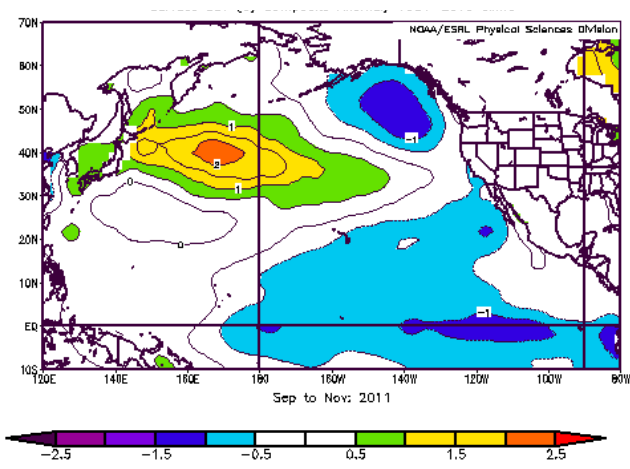 NOAA/ESRL Physical Sciences Division
70N
60N
50N
40N
30N
20N
10N
EQ
10S
1
2
1
0
0
-1
-1
120E 140E 160E 180 160W 140W 120W 100W 80W
Sep to Nov: 2011
-2.5 -1.5 -0.5 0.5 1.5 2.5